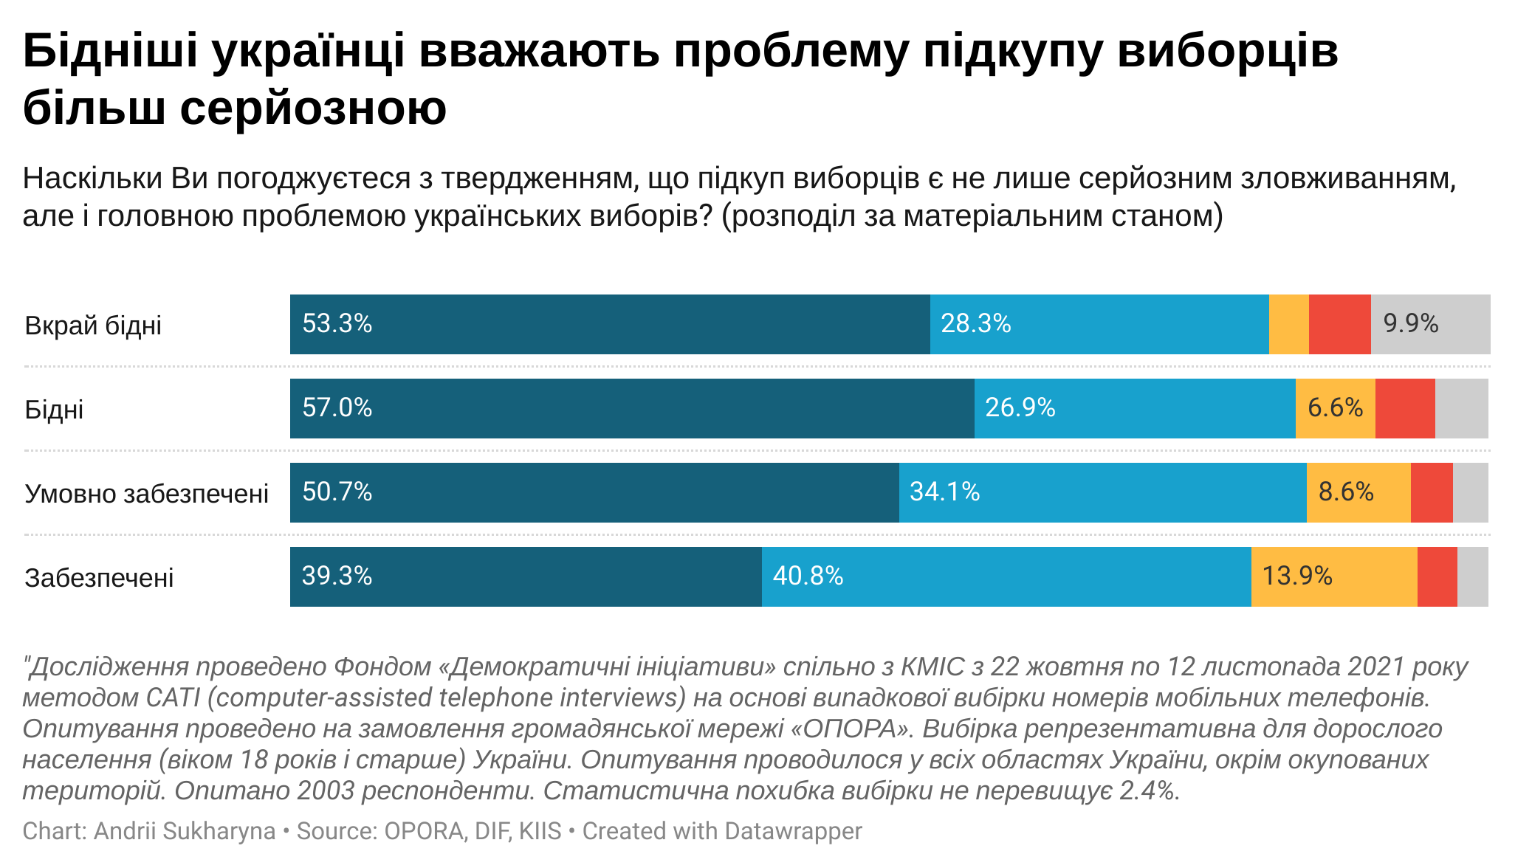 Бідніші українці вважають проблему підкупу виборців
більш серйозною
Наскільки Ви погоджуєтеся з твердженням, що підкуп виборців є не лише серйозним зловживанням,
але і головною проблемою українських виборів? (розподіл за матеріальним станом)
Вкрай бідні 53.3% 28.3% 9.9%
Бідні 57.0% 26.9% 6.6%
Умовно забезпечені 50.7% 34.1% 8.6%
Забезпечені 39.3% 40.8% 13.9%
"Дослідження проведено Фондом «Демократичні ініціативи» спільно з КМІС з 22 жовтня по 12 листопада 2021 року
методом CATI (computer-assisted telephone interviews) на основі випадкової вибірки номерів мобільних телефонів.
Опитування проведено на замовлення громадянської мережі «ОПОРА». Вибірка репрезентативна для дорослого
населення (віком 18 років і старше) України. Опитування проводилося у всіх областях України, окрім окупованих
територій. Опитано 2003 респонденти. Статистична похибка вибірки не перевищує 2.4%.
Chart: Andrii Sukharyna • Source: OPORA, DIF, KIIS • Created with Datawrapper